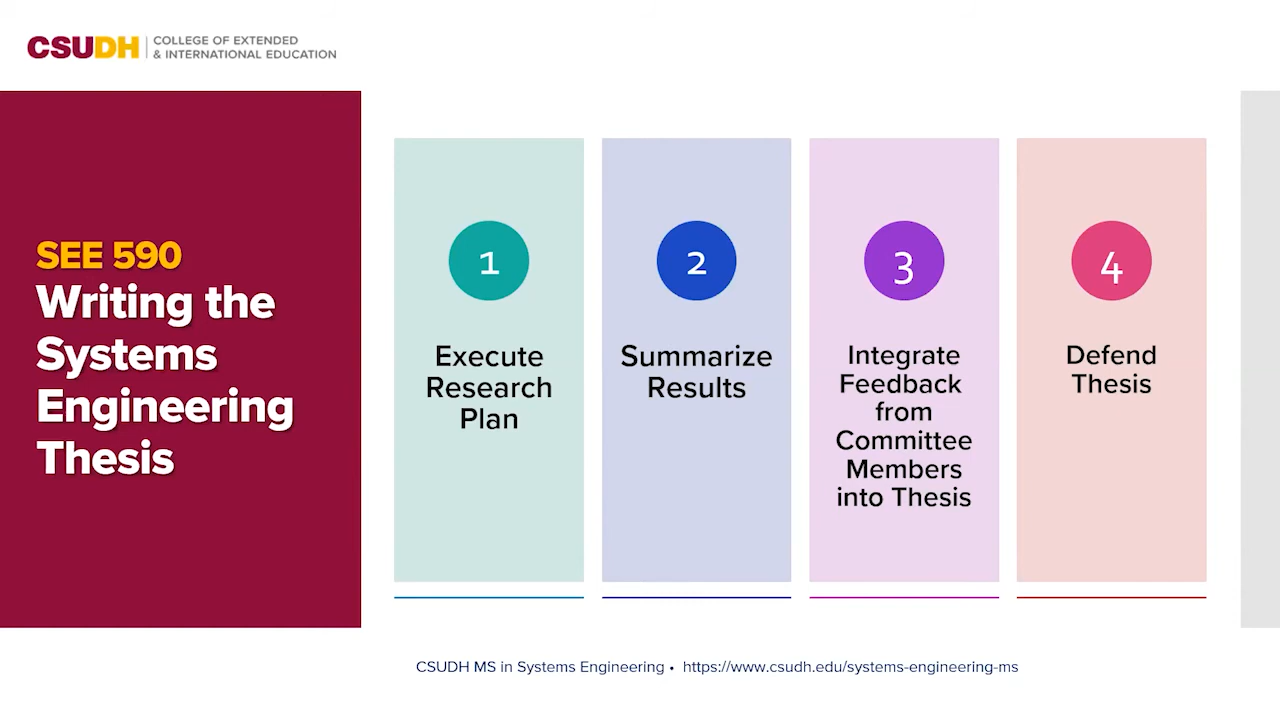 CSUDH
COLLEGE OF EXTENDED
& INTERNATIONAL EDUCATION
SEE 590
Writing the
Systems
Engineering
Thesis
1
Execute
Research
Plan
2
Summarize
Results
3
Integrate
Feedback
from
Committee
Members
into Thesis
4
Defend
Thesis
CSUDH MS in Systems Engineering • https://www.csudh.edu/systems-engineering-ms